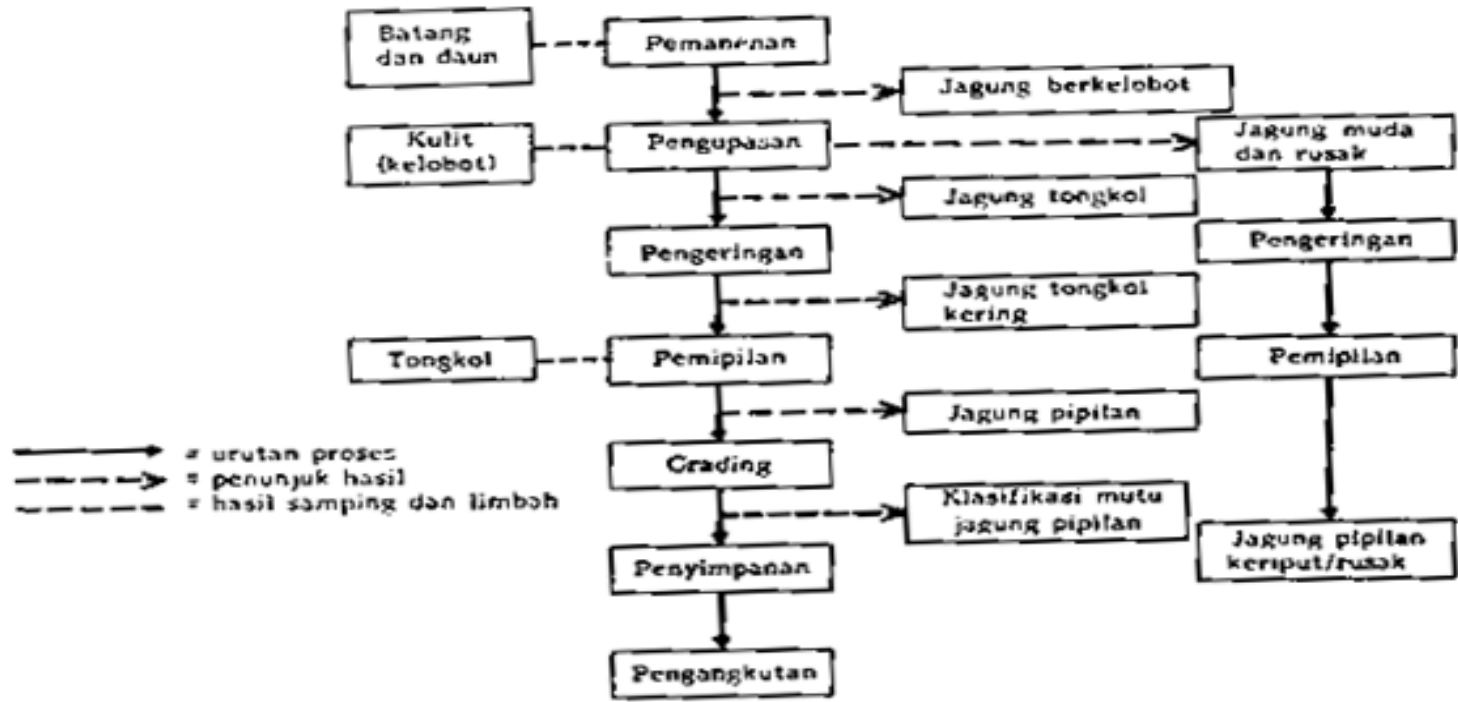 Batang
dan daun
Pemanenan
Jagung berkelobot
Kulit
(kelobot)
Pengupasan
Jagung muda
dan rusak
Jagung tongkol
Pengeringan
Pengeringan
Jagung tongkol
kering
Tongkol
Pemipilan
Pemipilan
Jagung pipilan
= urutan proses
= penunjuk hasil
= hasil samping dan limbah
Grading
Klasifikasi mutu
jagung pipilan
Jagung pipilan
keriput/rusak
Penyimpanan
Pengangkutan